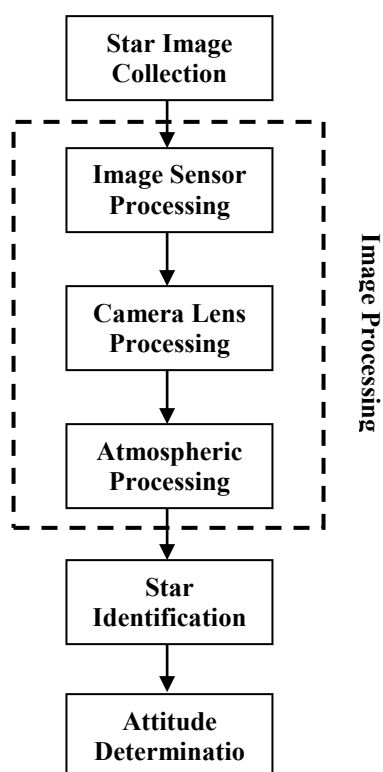 Star Image
Collection
Image Sensor
Processing
Camera Lens
Processing
Atmospheric
Processing
Image Processing
Star
Identification
Attitude
Determinatio